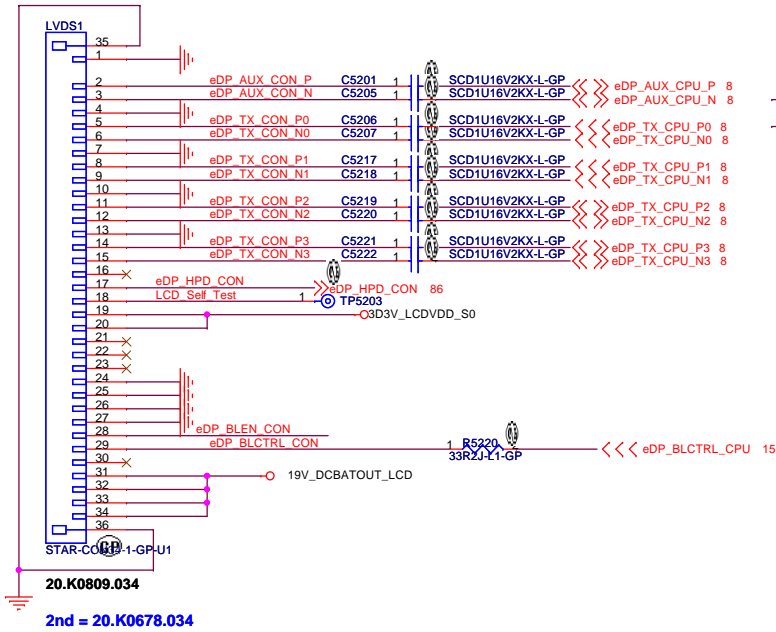 LVDS1
35
1
2 eDP_AUX_CON_P C5201 1 SCD1U16V2KX-L-GP eDP_AUX_CPU_P 8
3 eDP_AUX_CON_N C5205 1 SCD1U16V2KX-L-GP eDP_AUX_CPU_N 8
4
5 eDP_TX_CON_P0 C5206 1 SCD1U16V2KX-L-GP eDP_TX_CPU_P0 8
6 eDP_TX_CON_N0 C5207 1 SCD1U16V2KX-L-GP eDP_TX_CPU_N0 8
7
8 eDP_TX_CON_P1 C5217 1 SCD1U16V2KX-L-GP eDP_TX_CPU_P1 8
9 eDP_TX_CON_N1 C5218 1 SCD1U16V2KX-L-GP eDP_TX_CPU_N1 8
10
11 eDP_TX_CON_P2 C5219 1 SCD1U16V2KX-L-GP eDP_TX_CPU_P2 8
12 eDP_TX_CON_N2 C5220 1 SCD1U16V2KX-L-GP eDP_TX_CPU_N2 8
13
14 eDP_TX_CON_P3 C5221 1 SCD1U16V2KX-L-GP eDP_TX_CPU_P3 8
15 eDP_TX_CON_N3 C5222 1 SCD1U16V2KX-L-GP eDP_TX_CPU_N3 8
16
17 eDP_HPD_CON eDP_HPD_CON 86
18 LCD_Self_Test 1 TP5203
19 3D3V_LCDVDD_S0
20
21
22
23
24
25
26
27
28 eDP_BLEN_CON
29 eDP_BLCTRL_CON 1 R5220 eDP_BLCTRL_CPU 15
33R2J-L1-GP
30
31 19V_DCBATOUT_LCD
32
33
34
36
GP
20.K0809.034
2nd = 20.K0678.034